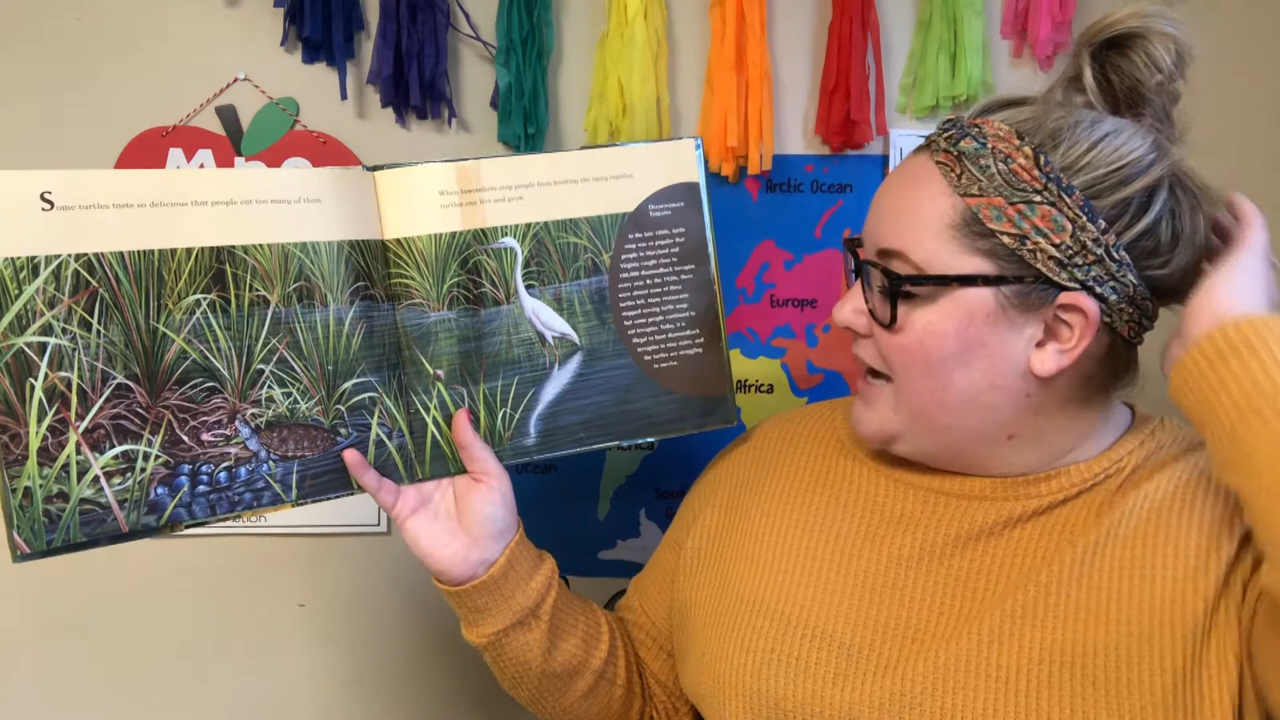 Some turtles taste so delicious that people eat too many of them.
When lawmakers stop people from hunting the tasty reptiles,
turtles can live and grow.
Diamondback
Terrapin
In the late 1800s, turtle
soup was so popular that
people in Maryland and
Virginia caught close to
100,000 diamondback terrapins
every year. By the 1920s, there
were almost none of these
turtles left. Many restaurants
stopped serving turtle soup,
but some people continued to
eat terrapins. Today, it is
illegal to hunt diamondback
terrapins in nine states, and
the turtles are struggling
to survive.
Arctic Ocean
Europe
Africa
Ocean